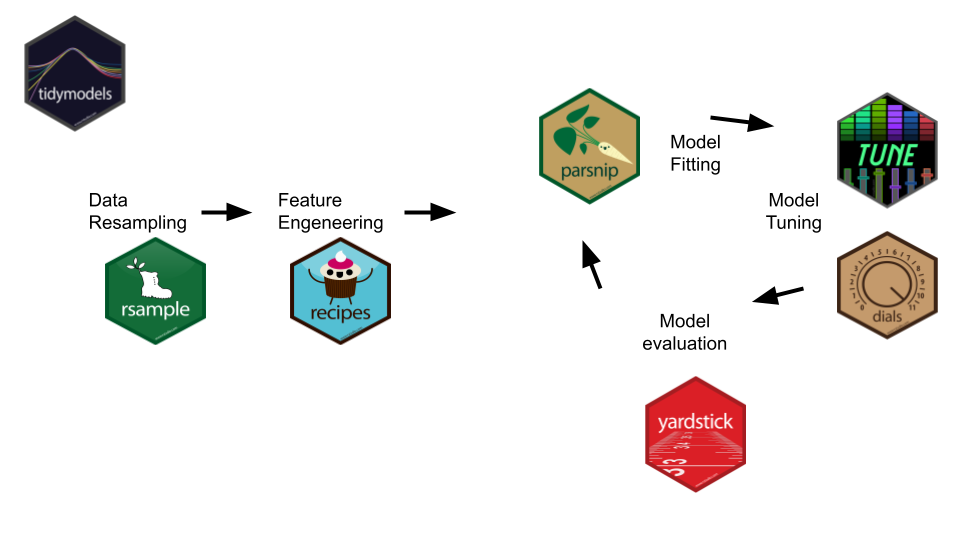 tidymodels
Data
Resampling
rsample
Feature
Engeneering
recipes
parsnip
Model
Fitting
TUNE
Model
Tuning
dials
Model
evaluation
yardstick